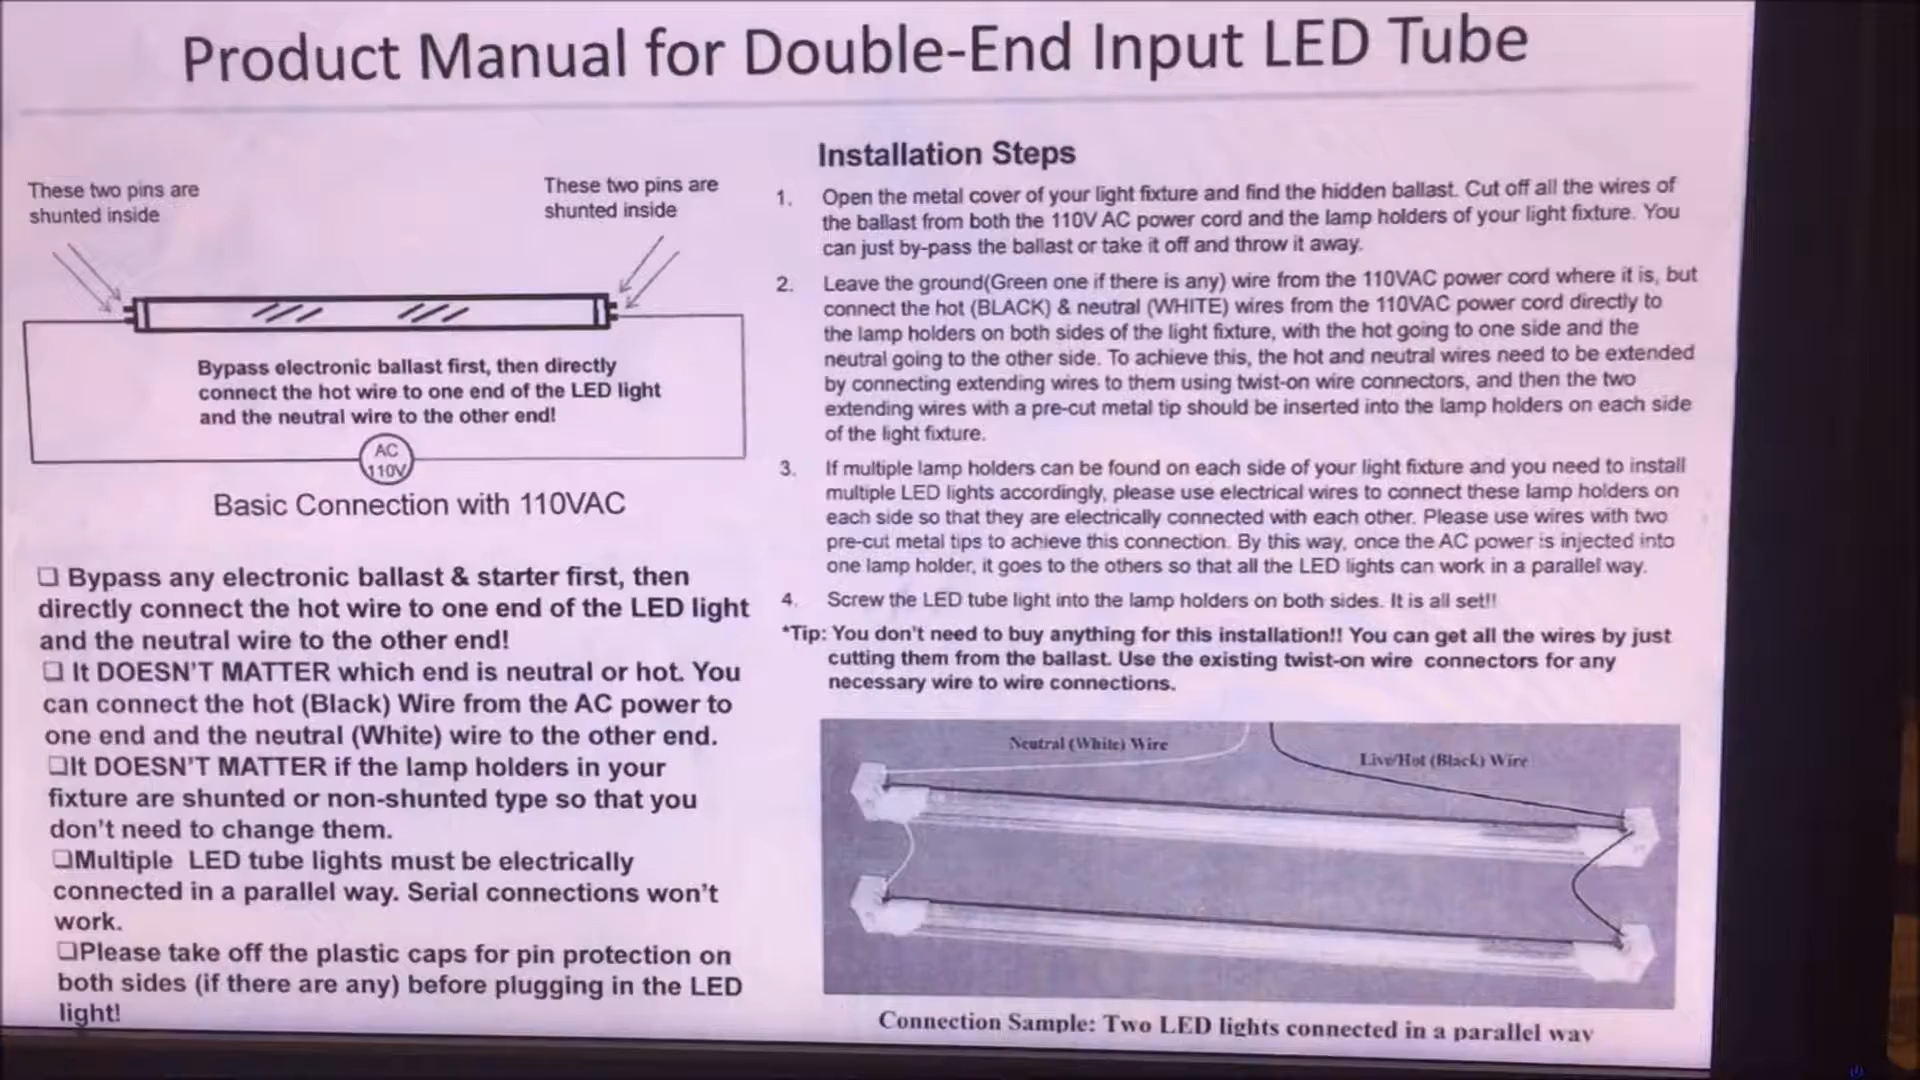 Product Manual for Double-End Input LED Tube
These two pins are
shunted inside
These two pins are
shunted inside
Bypass electronic ballast first, then directly
connect the hot wire to one end of the LED light
and the neutral wire to the other end!
AC
110V
Basic Connection with 110VAC
❑ Bypass any electronic ballast & starter first, then
directly connect the hot wire to one end of the LED light
and the neutral wire to the other end!
❑ It DOESN'T MATTER which end is neutral or hot. You
can connect the hot (Black) Wire from the AC power to
one end and the neutral (White) wire to the other end.
❑It DOESN'T MATTER if the lamp holders in your
fixture are shunted or non-shunted type so that you
don't need to change them.
❑Multiple LED tube lights must be electrically
connected in a parallel way. Serial connections won't
work.
❑Please take off the plastic caps for pin protection on
both sides (if there are any) before plugging in the LED
light!
Installation Steps
1. Open the metal cover of your light fixture and find the hidden ballast. Cut off all the wires of
the ballast from both the 110V AC power cord and the lamp holders of your light fixture. You
can just by-pass the ballast or take it off and throw it away.
2. Leave the ground(Green one if there is any) wire from the 110VAC power cord where it is, but
connect the hot (BLACK) & neutral (WHITE) wires from the 110VAC power cord directly to
the lamp holders on both sides of the light fixture, with the hot going to one side and the
neutral going to the other side. To achieve this, the hot and neutral wires need to be extended
by connecting extending wires to them using twist-on wire connectors, and then the two
extending wires with a pre-cut metal tip should be inserted into the lamp holders on each side
of the light fixture.
3. If multiple lamp holders can be found on each side of your light fixture and you need to install
multiple LED lights accordingly, please use electrical wires to connect these lamp holders on
each side so that they are electrically connected with each other. Please use wires with two
pre-cut metal tips to achieve this connection. By this way, once the AC power is injected into
one lamp holder, it goes to the others so that all the LED lights can work in a parallel way.
4. Screw the LED tube light into the lamp holders on both sides. It is all set!!
*Tip: You don't need to buy anything for this installation!! You can get all the wires by just
cutting them from the ballast. Use the existing twist-on wire connectors for any
necessary wire to wire connections.
Neutral (White) Wire
Live/Hot (Black) Wire
Connection Sample: Two LED lights connected in a parallel way